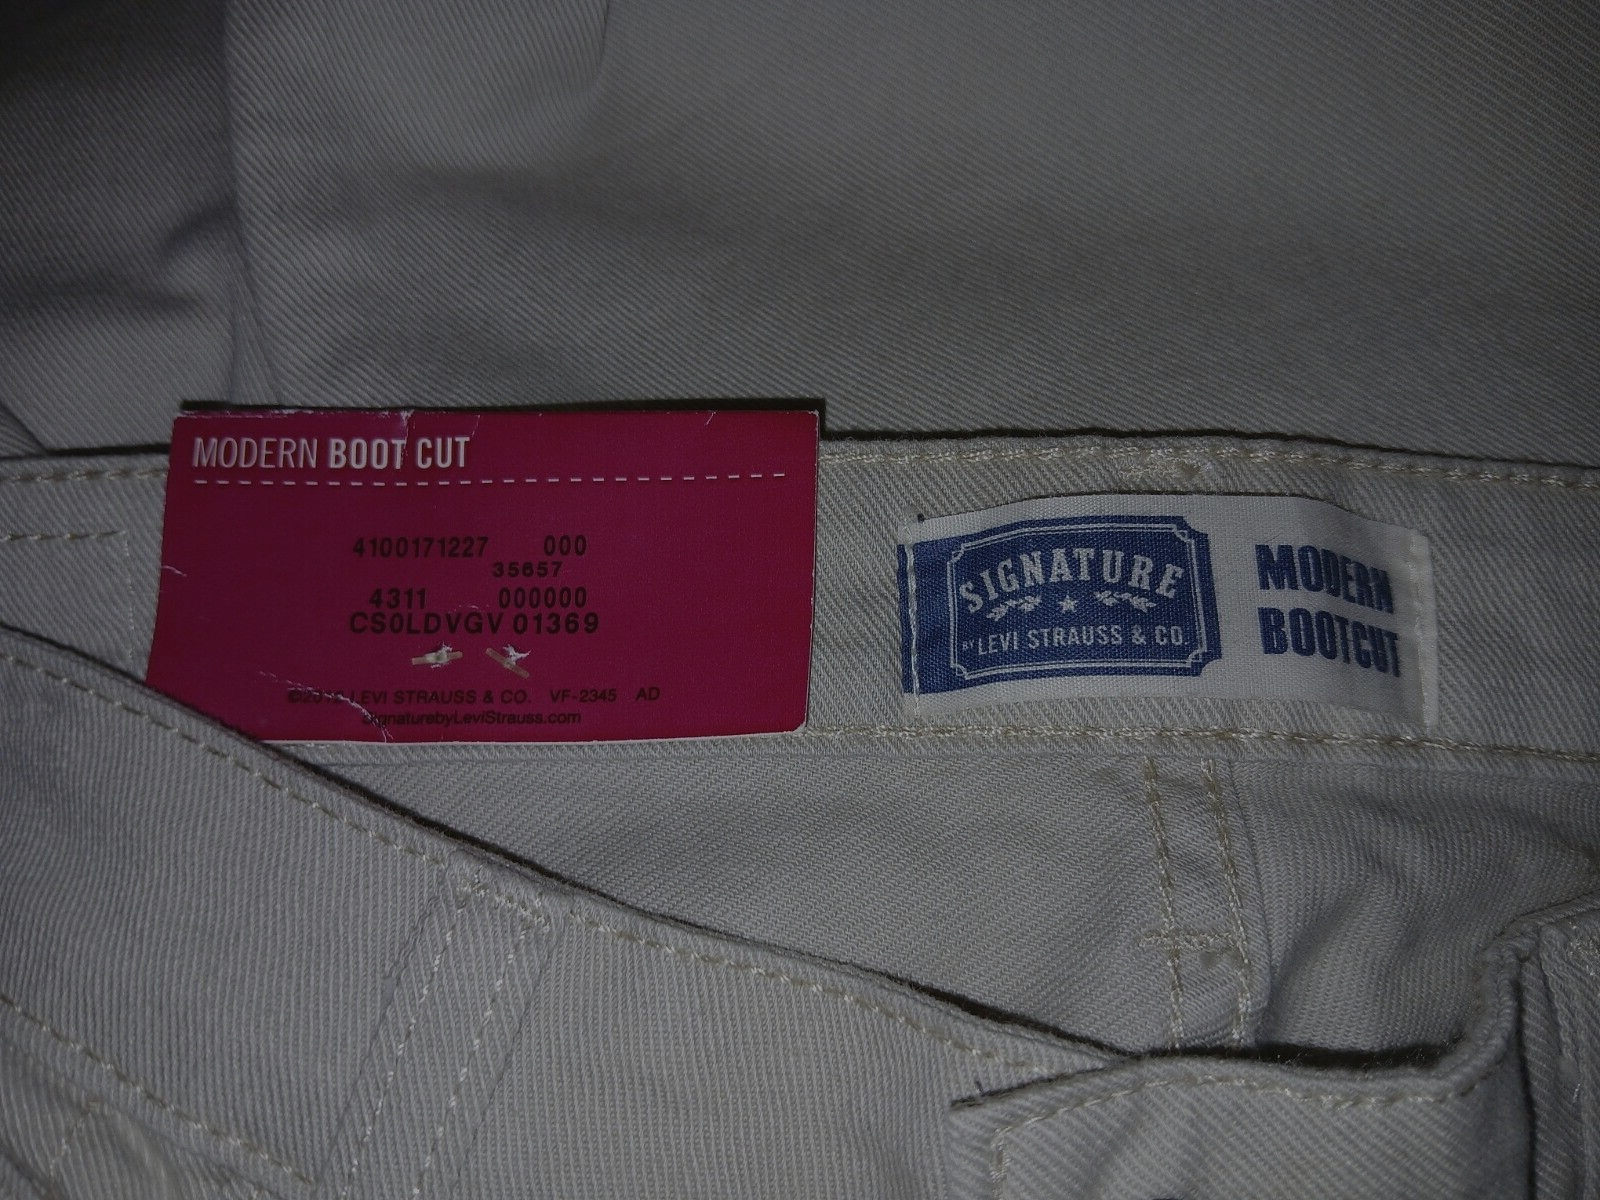 MODERN BOOT CUT
4100171227 000
35657
4311 000000
CS0LDVGV 01369
©2012 LEVI STRAUSS & CO. VF-2345 AD
SignaturebyLeviStrauss.com
SIGNATURE
BY LEVI STRAUSS & CO.
MODERN
BOOTCUT